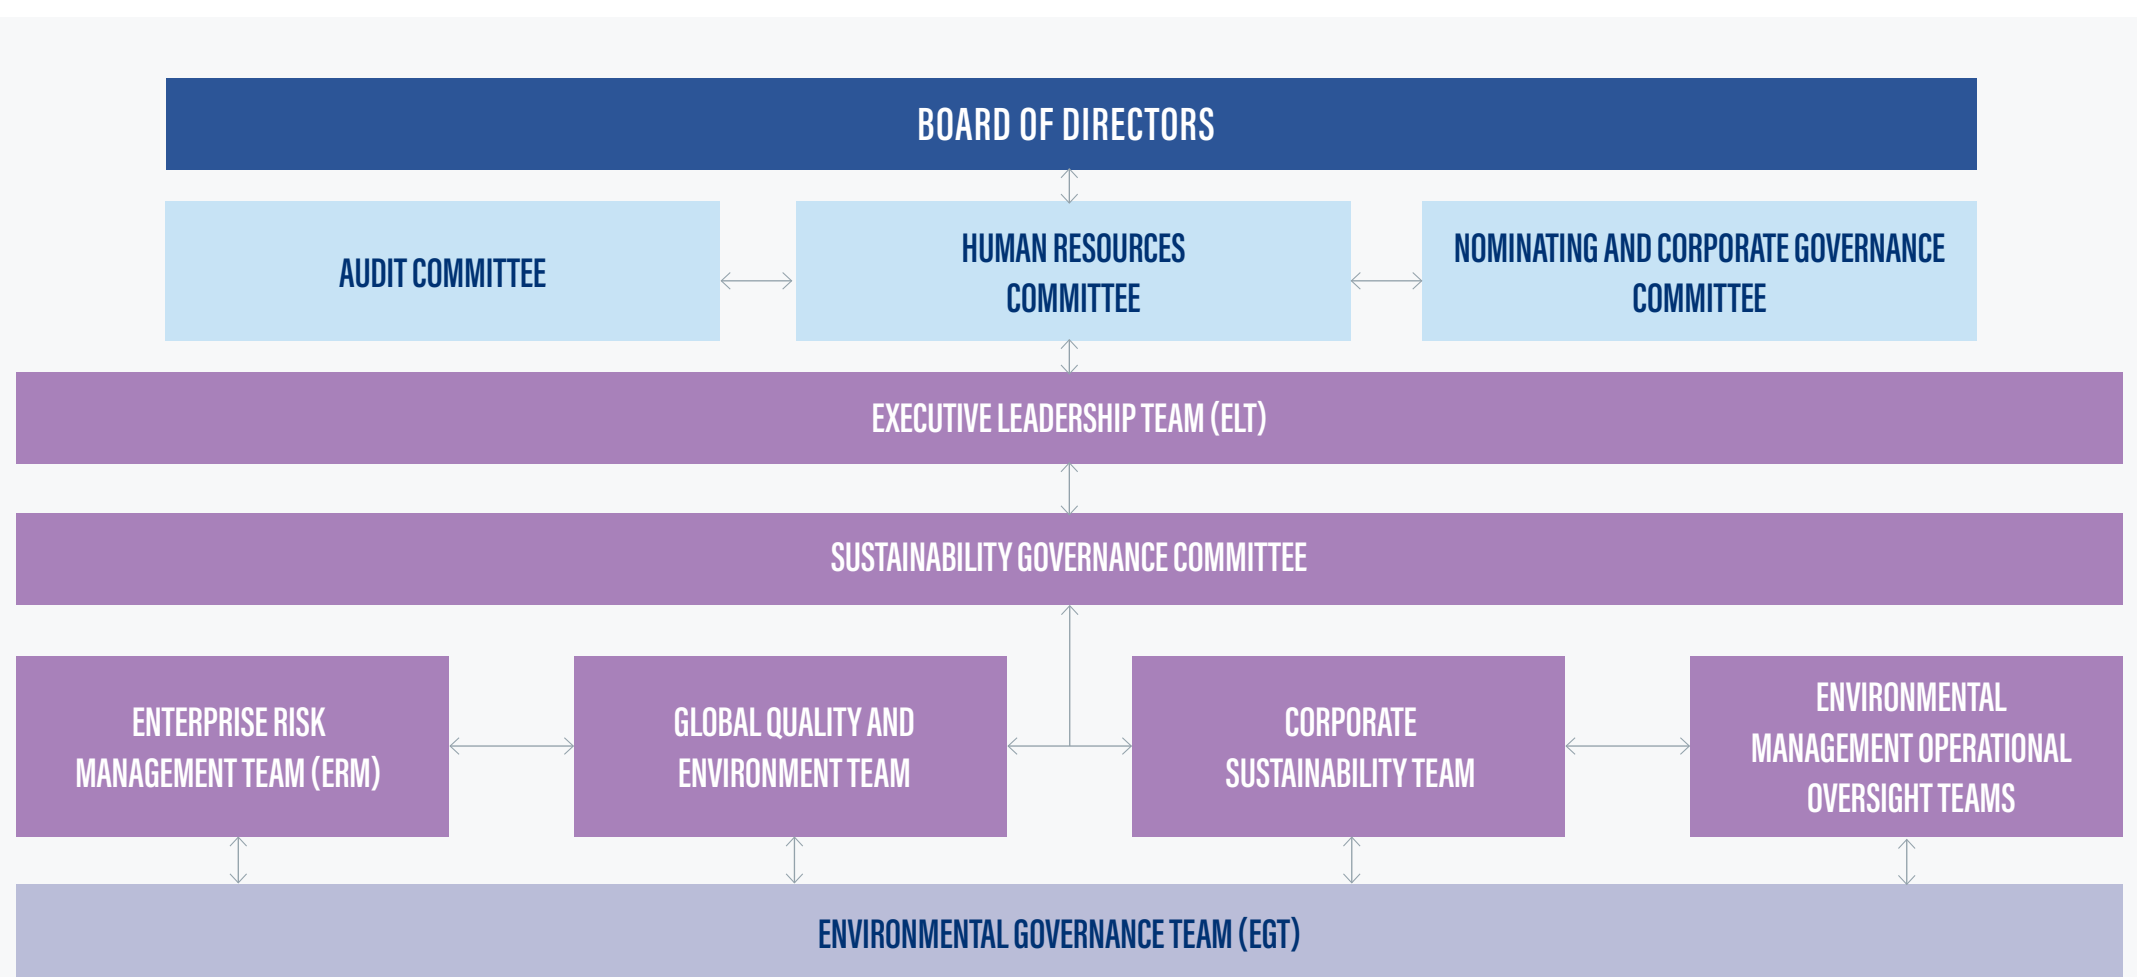 BOARD OF DIRECTORS
AUDIT COMMITTEE
HUMAN RESOURCES
COMMITTEE
NOMINATING AND CORPORATE GOVERNANCE
COMMITTEE
EXECUTIVE LEADERSHIP TEAM (ELT)
SUSTAINABILITY GOVERNANCE COMMITTEE
ENTERPRISE RISK
MANAGEMENT TEAM (ERM)
GLOBAL QUALITY AND
ENVIRONMENT TEAM
CORPORATE
SUSTAINABILITY TEAM
ENVIRONMENTAL
MANAGEMENT OPERATIONAL
OVERSIGHT TEAMS
ENVIRONMENTAL GOVERNANCE TEAM (EGT)